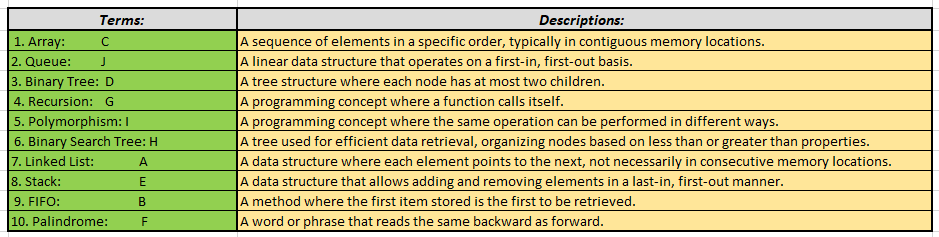 Terms: Descriptions:
1. Array: C A sequence of elements in a specific order, typically in contiguous memory locations.
2. Queue: J A linear data structure that operates on a first-in, first-out basis.
3. Binary Tree: D A tree structure where each node has at most two children.
4. Recursion: G A programming concept where a function calls itself.
5. Polymorphism: I A programming concept where the same operation can be performed in different ways.
6. Binary Search Tree: H A tree used for efficient data retrieval, organizing nodes based on less than or greater than properties.
7. Linked List: A A data structure where each element points to the next, not necessarily in consecutive memory locations.
8. Stack: E A data structure that allows adding and removing elements in a last-in, first-out manner.
9. FIFO: B A method where the first item stored is the first to be retrieved.
10. Palindrome: F A word or phrase that reads the same backward as forward.